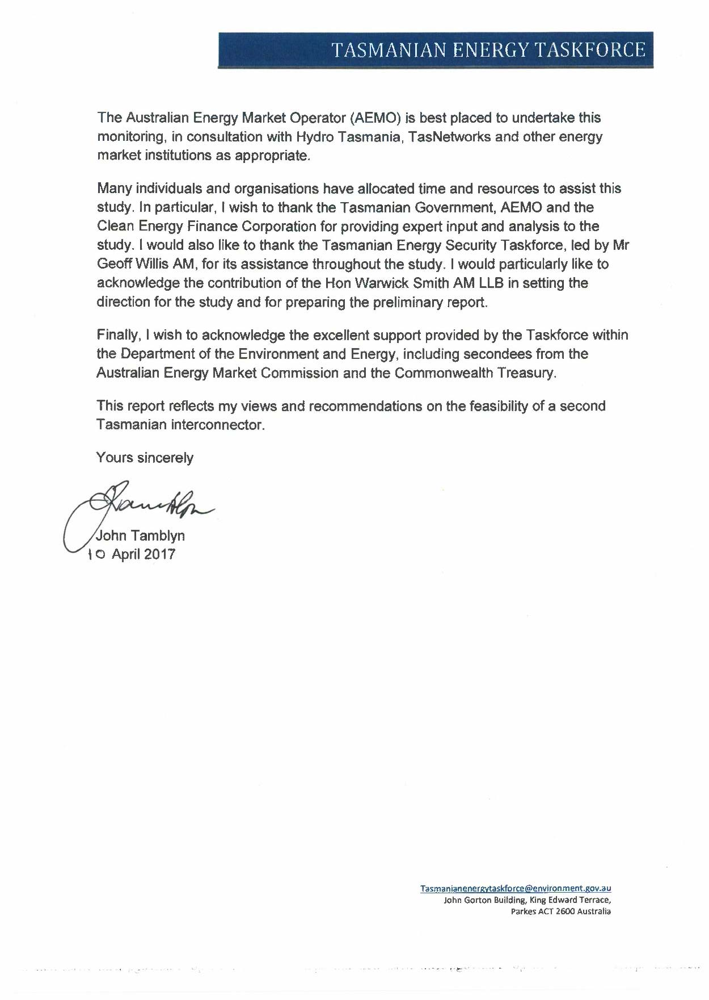 TASMANIAN ENERGY TASKFORCE
The Australian Energy Market Operator (AEMO) is best placed to undertake this
monitoring, in consultation with Hydro Tasmania, TasNetworks and other energy
market institutions as appropriate.
Many individuals and organisations have allocated time and resources to assist this
study. In particular, I wish to thank the Tasmanian Government, AEMO and the
Clean Energy Finance Corporation for providing expert input and analysis to the
study. I would also like to thank the Tasmanian Energy Security Taskforce, led by Mr
Geoff Willis AM, for its assistance throughout the study. I would particularly like to
acknowledge the contribution of the Hon Warwick Smith AM LLB in setting the
direction for the study and for preparing the preliminary report.
Finally, I wish to acknowledge the excellent support provided by the Taskforce within
the Department of the Environment and Energy, including secondees from the
Australian Energy Market Commission and the Commonwealth Treasury.
This report reflects my views and recommendations on the feasibility of a second
Tasmanian interconnector.
Yours sincerely
John Tamblyn
10 April 2017
Tasmanianenergytaskforce@environment.gov.au
John Gorton Building, King Edward Terrace,
Parkes ACT 2600 Australia